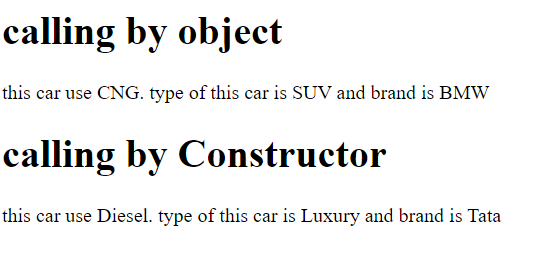 calling by object
this car use CNG. type of this car is SUV and brand is BMW
calling by Constructor
this car use Diesel. type of this car is Luxury and brand is Tata